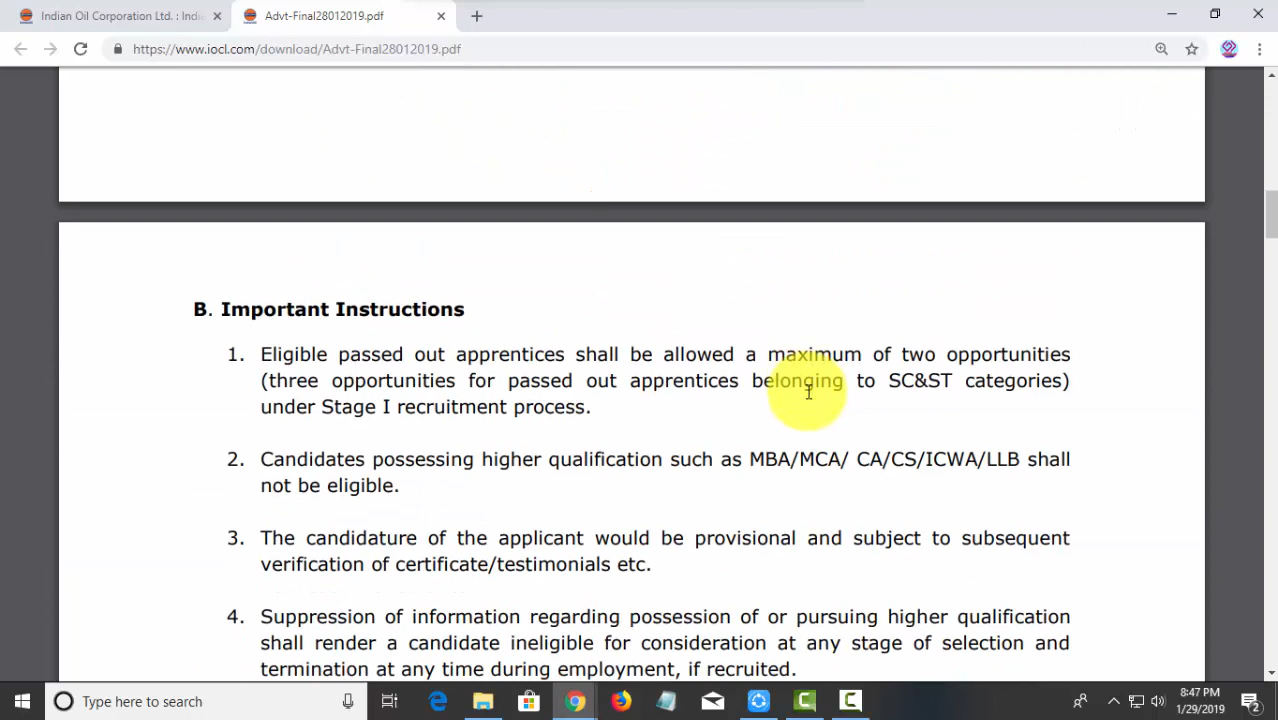 Indian Oil Corporation Ltd. : Indi
Advt-Final28012019.pdf
https://www.iocl.com/download/Advt-Final28012019.pdf
B. Important Instructions
1. Eligible passed out apprentices shall be allowed a maximum of two opportunities
(three opportunities for passed out apprentices belonging to SC&ST categories)
under Stage I recruitment process.
2. Candidates possessing higher qualification such as MBA/MCA/ CA/CS/ICWA/LLB shall
not be eligible.
3. The candidature of the applicant would be provisional and subject to subsequent
verification of certificate/testimonials etc.
4. Suppression of information regarding possession of or pursuing higher qualification
shall render a candidate ineligible for consideration at any stage of selection and
termination at any time during employment, if recruited.
Type here to search
8:47 PM
1/29/2019
2